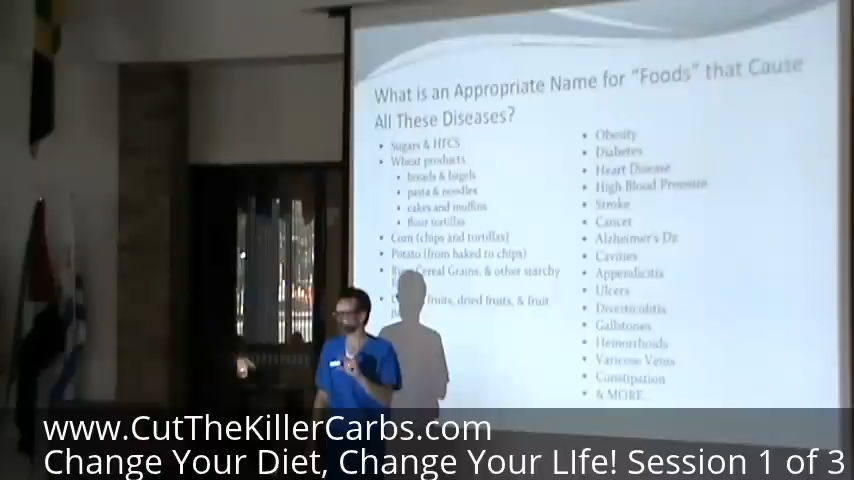 What is an Appropriate Name for "Foods" that Cause
All These Diseases?
• Sugars & HFCS
• Wheat products
• breads & bagels
• pasta & noodles
• cakes and muffins
• flour tortillas
• Corn (chips and tortillas)
• Potato (from baked to chips)
• Cereal Grains, & other starchy
• fruits, dried fruits, & fruit
• Obesity
• Diabetes
• Heart Disease
• High Blood Pressure
• Stroke
• Cancer
• Alzheimer's Dz
• Cavities
• Appendicitis
• Ulcers
• Diverticulitis
• Gallstones
• Hemorrhoids
• Varicose Veins
• Constipation
• & MORE...
www.CutTheKillerCarbs.com
Change Your Diet, Change Your LIfe! Session 1 of 3